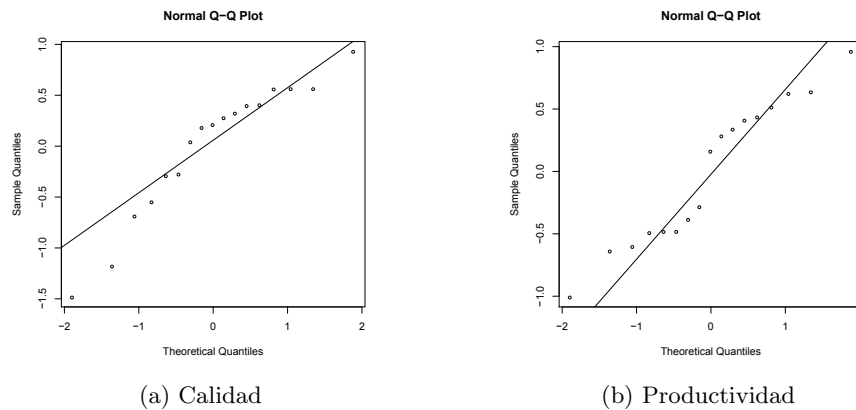 Normal Q−Q Plot
Sample Quantiles
1.0
0.5
0.0
−0.5
−1.0
−1.5
−2
−1
0
1
2
Theoretical Quantiles
(a) Calidad
Normal Q−Q Plot
Sample Quantiles
1.0
0.5
0.0
−0.5
−1.0
−2
−1
0
1
Theoretical Quantiles
(b) Productividad